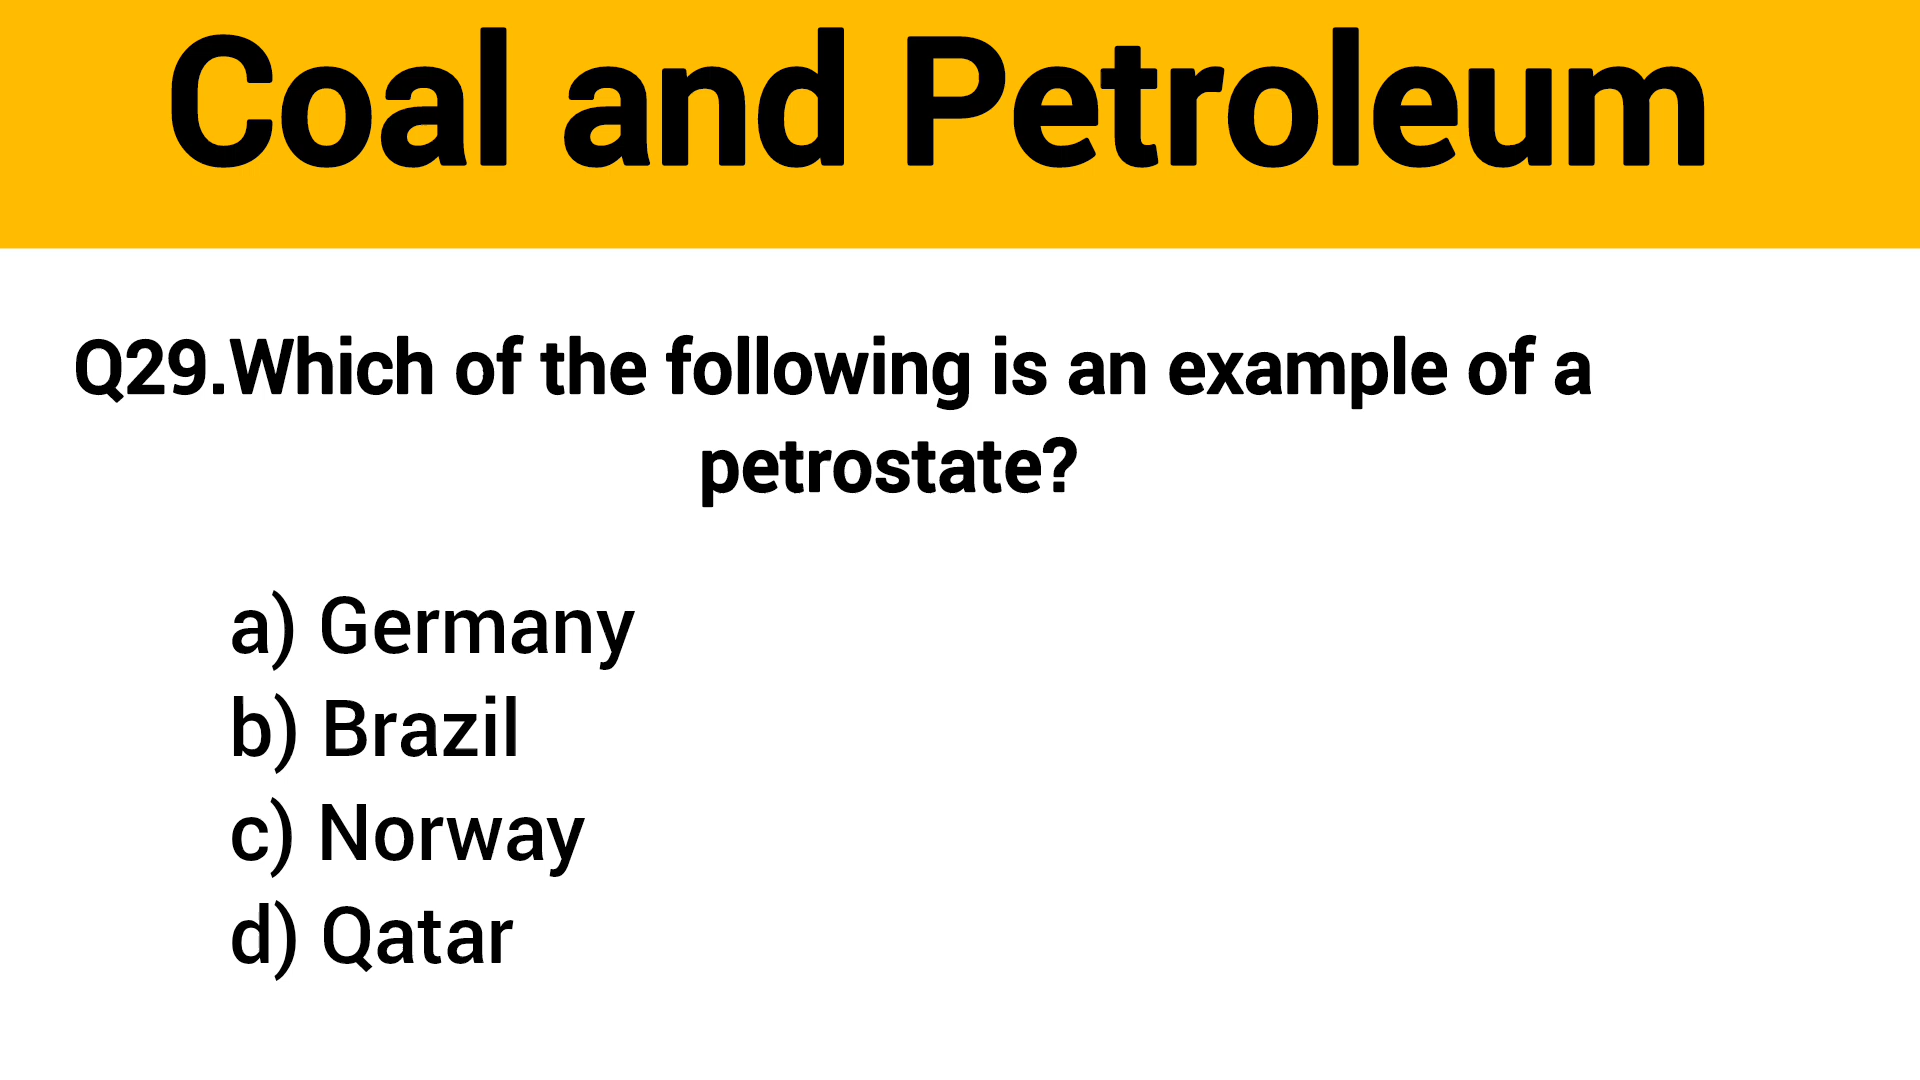 Coal and Petroleum
Q29.Which of the following is an example of a
petrostate?
a) Germany
b) Brazil
c) Norway
d) Qatar